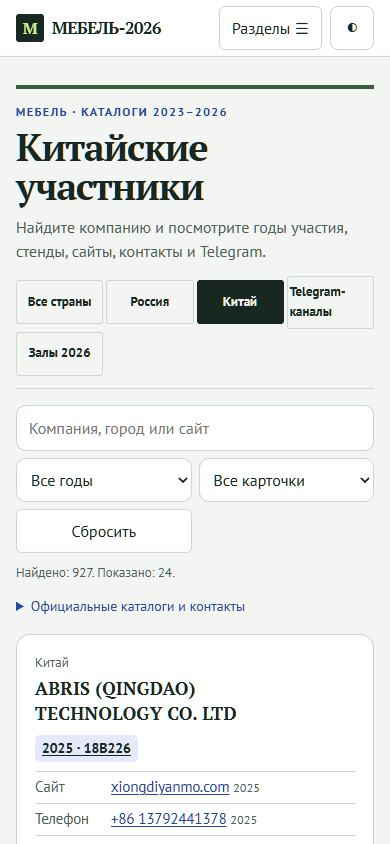 M МЕБЕЛЬ-2026
Разделы ☰
МЕБЕЛЬ · КАТАЛОГИ 2023–2026
Китайские
участники
Найдите компанию и посмотрите годы участия,
стенды, сайты, контакты и Telegram.
Все страны Россия Китай Telegram-
каналы
Залы 2026
Компания, город или сайт
Все годы Все карточки
Сбросить
Найдено: 927. Показано: 24.
▶ Официальные каталоги и контакты
Китай
ABRIS (QINGDAO)
TECHNOLOGY CO. LTD
2025 · 18B226
Сайт xiongdiyanmo.com 2025
Телефон +86 13792441378 2025